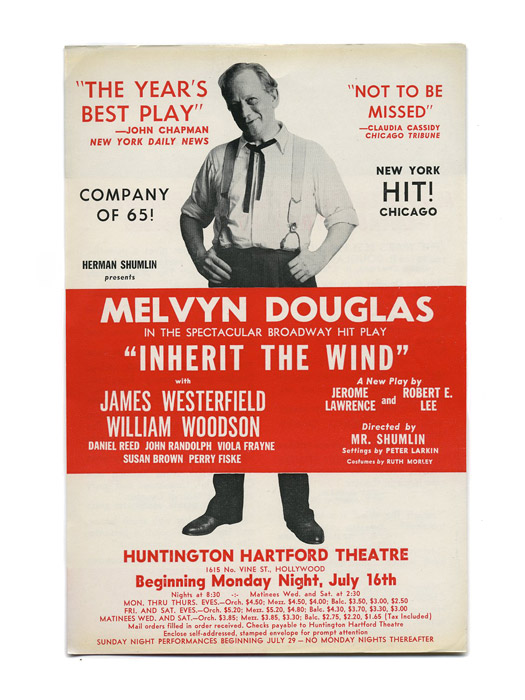 "THE YEAR'S
BEST PLAY"
—JOHN CHAPMAN
NEW YORK DAILY NEWS
"NOT TO BE
MISSED"
—CLAUDIA CASSIDY
CHICAGO TRIBUNE
COMPANY
OF 65!
NEW YORK
HIT!
CHICAGO
HERMAN SHUMLIN
presents
MELVYN DOUGLAS
IN THE SPECTACULAR BROADWAY HIT PLAY
"INHERIT THE WIND"
with
JAMES WESTERFIELD
WILLIAM WOODSON
DANIEL REED JOHN RANDOLPH VIOLA FRAYNE
SUSAN BROWN PERRY FISKE
A New Play by
JEROME LAWRENCE and ROBERT E. LEE
Directed by
MR. SHUMLIN
Settings by PETER LARKIN
Costumes by RUTH MORLEY
HUNTINGTON HARTFORD THEATRE
1615 No. VINE ST., HOLLYWOOD
Beginning Monday Night, July 16th
Nights at 8:30 -:- Matinees Wed. and Sat. at 2:30
MON. THRU THURS. EVES.—Orch. $4.50; Mezz. $4.50, $4.00; Balc. $3.50, $3.00, $2.50
FRI. AND SAT. EVES.—Orch. $5.20; Mezz. $5.20, $4.80; Balc. $4.30, $3.70, $3.30, $3.00
MATINEES WED. AND SAT.—Orch. $3.85; Mezz. $3.85, $3.30; Balc. $2.75, $2.20, $1.65 (Tax Included)
Mail orders filled in order received. Checks payable to Huntington Hartford Theatre
Enclose self-addressed, stamped envelope for prompt attention
SUNDAY NIGHT PERFORMANCES BEGINNING JULY 29 — NO MONDAY NIGHTS THEREAFTER